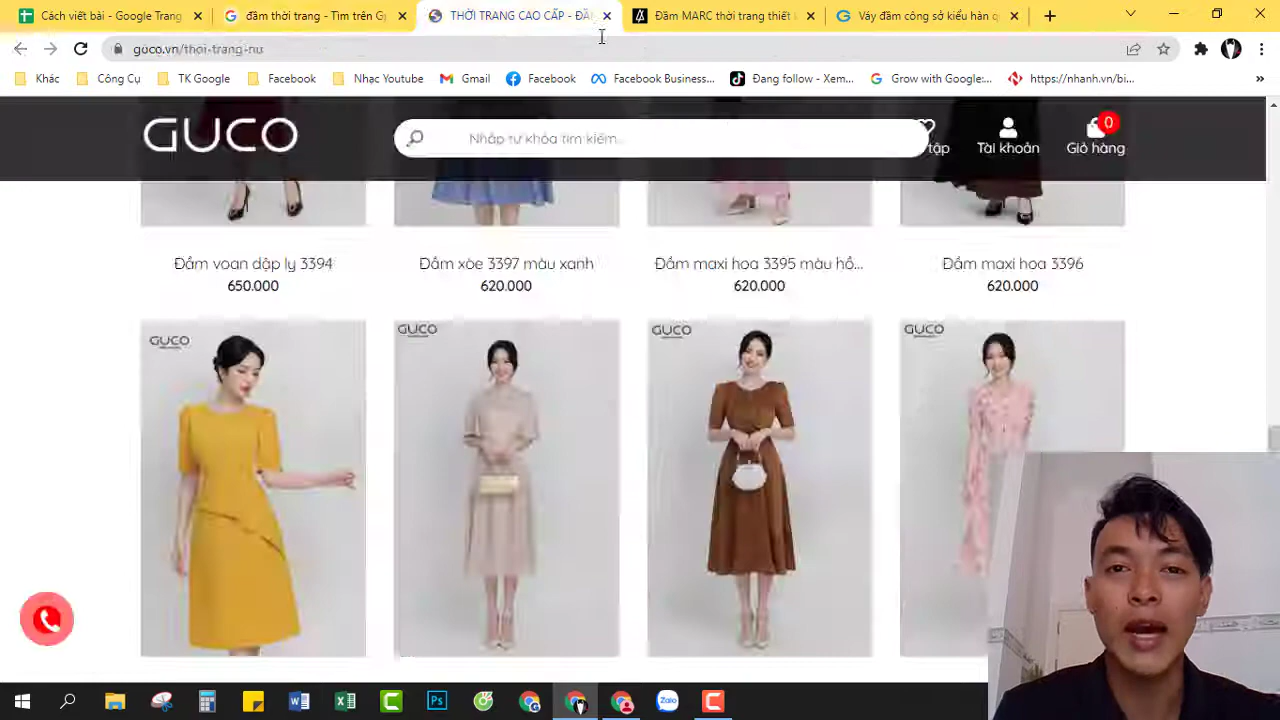 Cách viết bài - Google Trang
đầm thời trang - Tìm trên G
THỜI TRANG CAO CẤP - ĐẦM
Đầm MARC thời trang thiết k
Váy đầm công sở kiểu hàn q
guco.vn/thoi-trang-nu
Khác
Công Cụ
TK Google
Facebook
Nhạc Youtube
Gmail
Facebook
Facebook Business...
Đang follow - Xem...
Grow with Google:...
https://nhanh.vn/bi...
»
GUCO
Nhập từ khóa tìm kiếm...
tập
Tài khoản
0
Giỏ hàng
Đầm voan dập ly 3394
650.000
Đầm xòe 3397 màu xanh
620.000
Đầm maxi hoa 3395 màu hồ...
620.000
Đầm maxi hoa 3396
620.000
GUCO
GUCO
GUCO
GUCO
Ps
Zalo